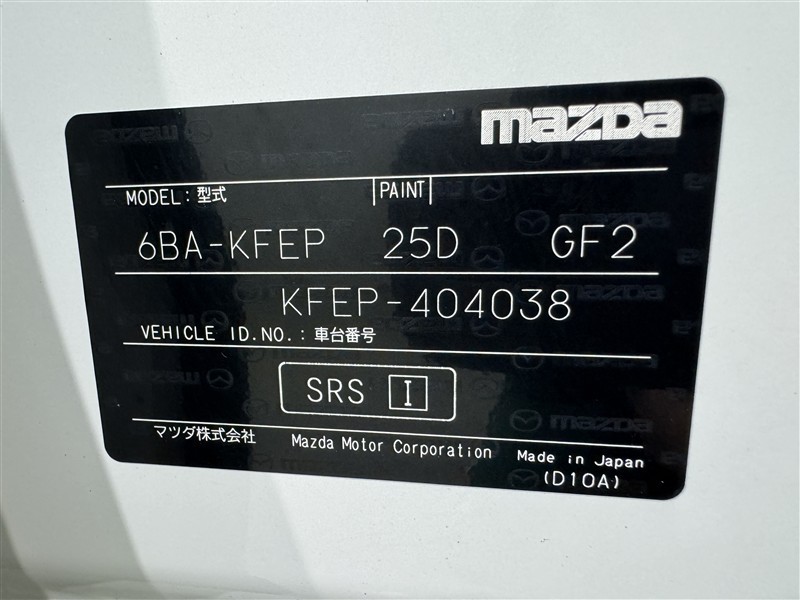 mazda
MODEL:型式 PAINT
6BA-KFEP 25D GF2
KFEP-404038
VEHICLE ID.NO.:車台番号
SRS I
マツダ株式会社 Mazda Motor Corporation Made in Japan
(D10A)